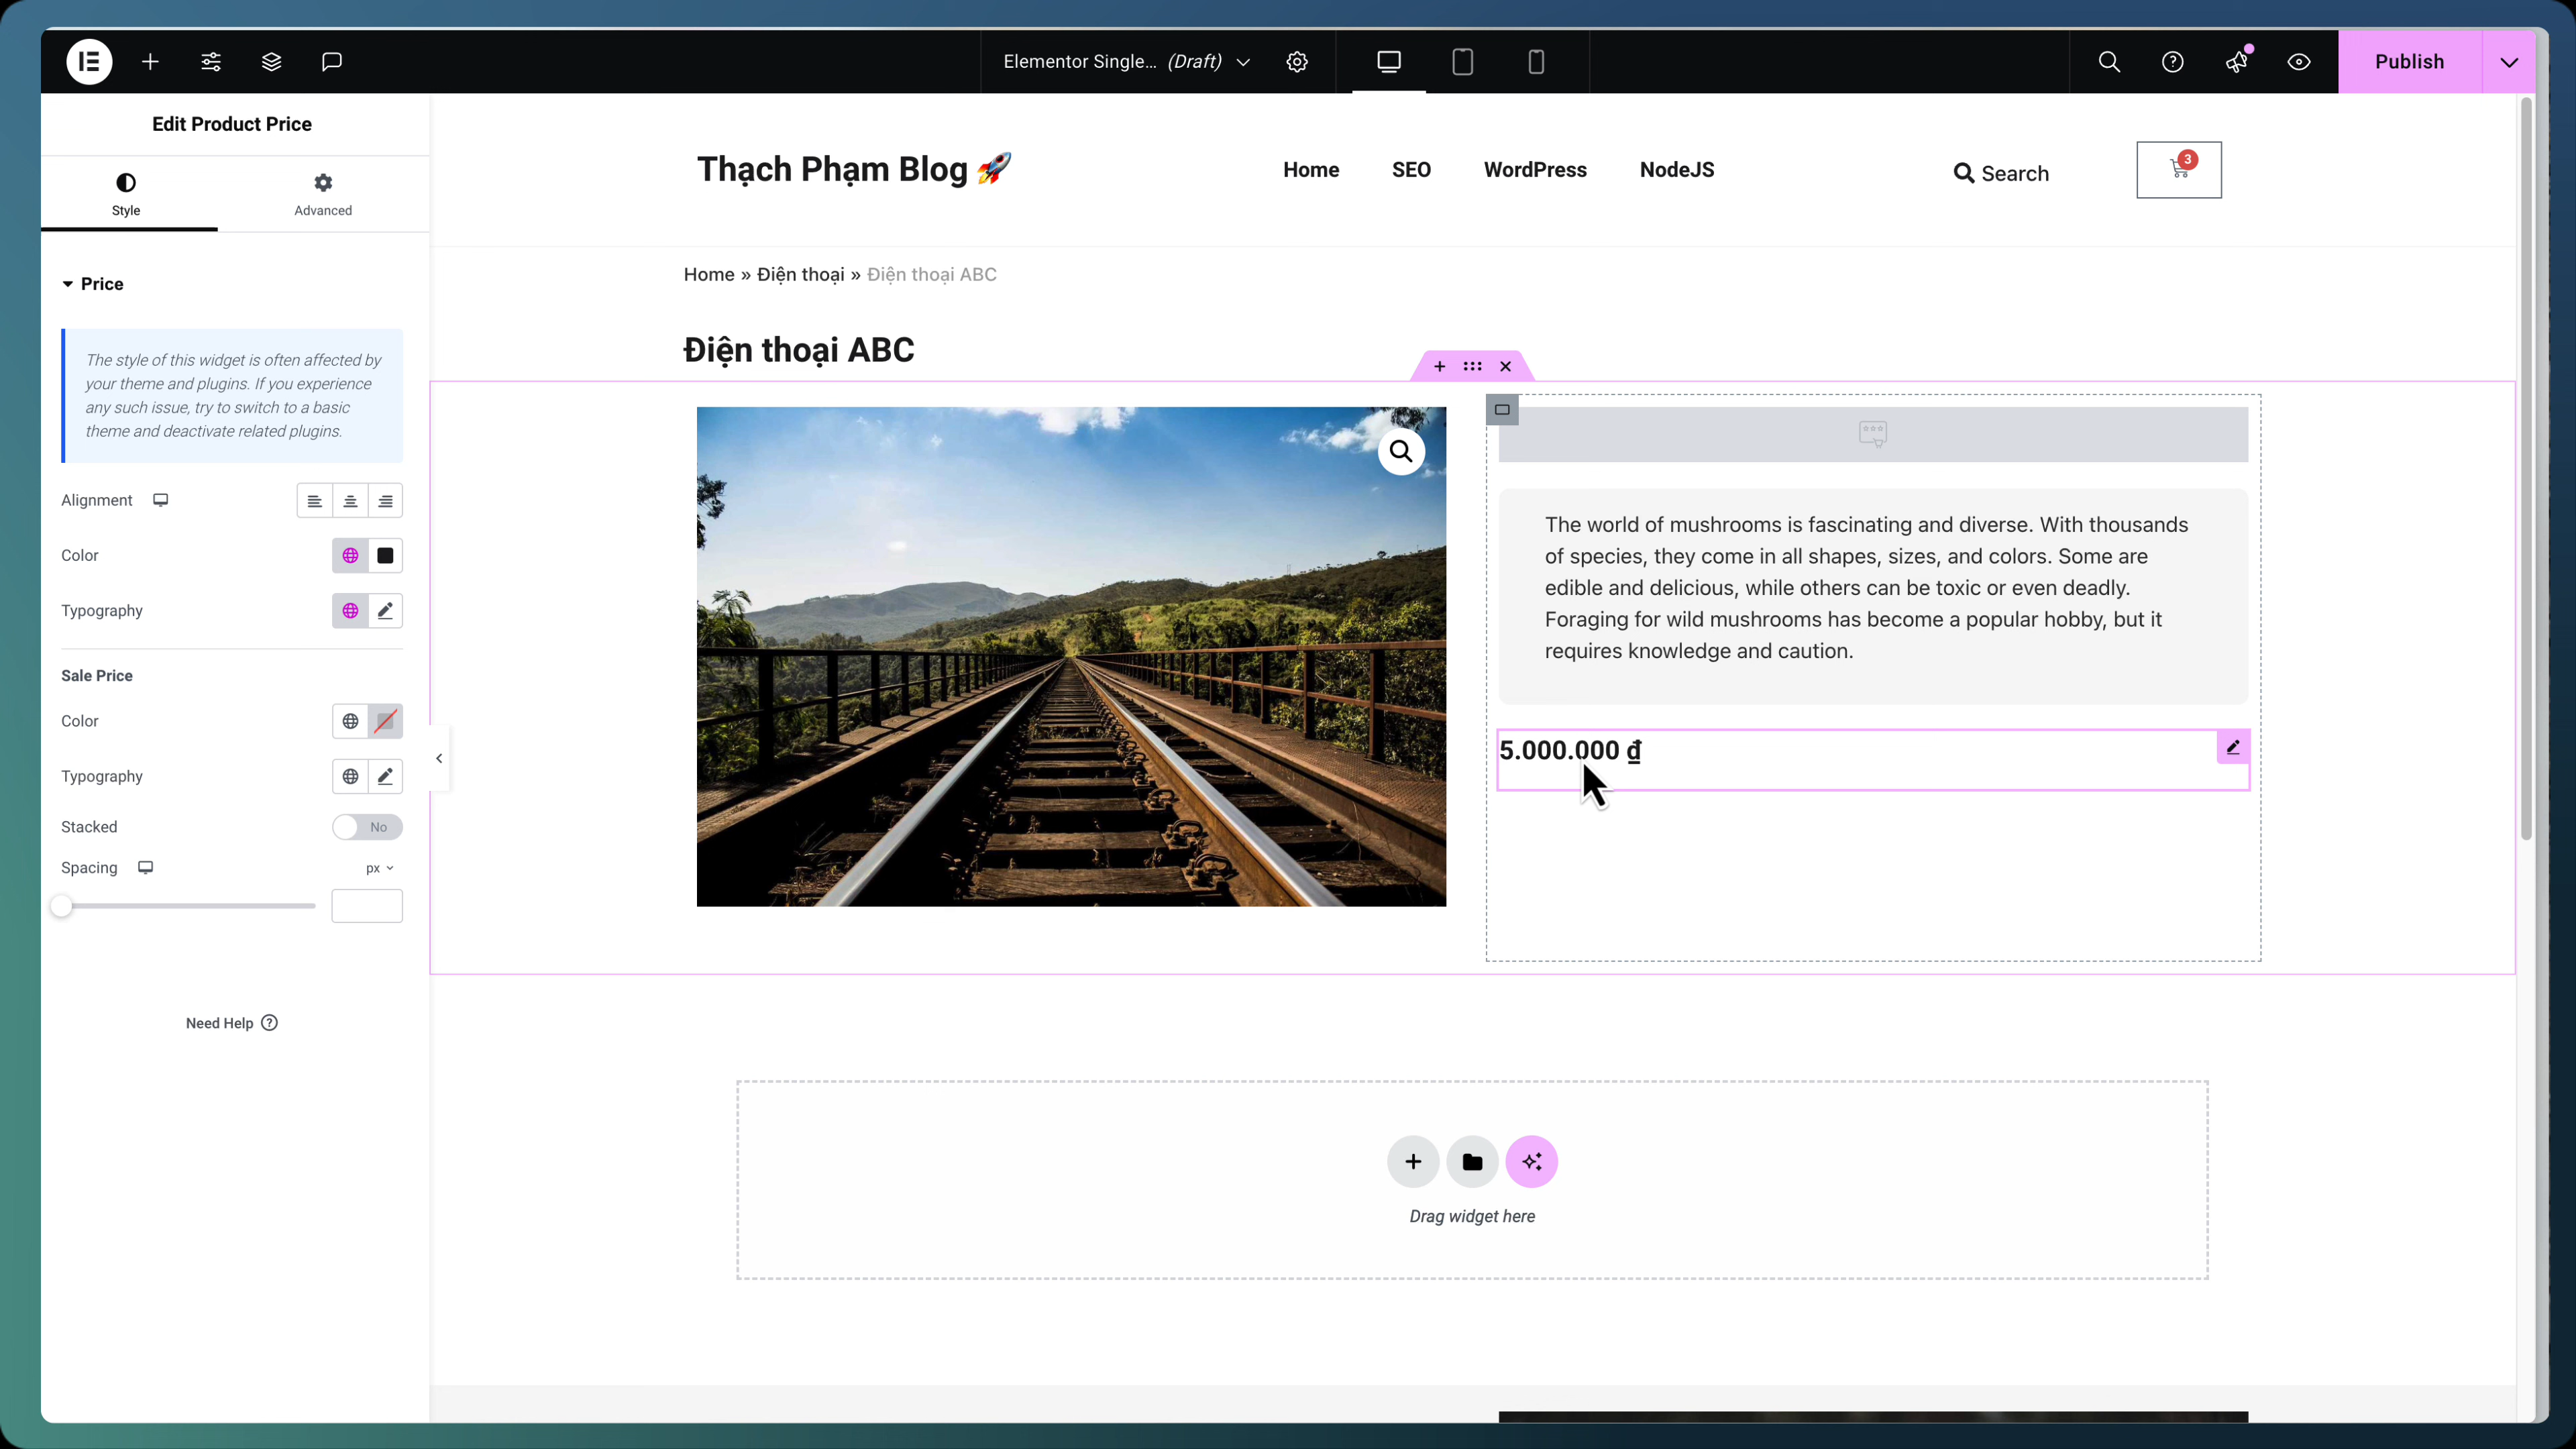 Elementor Single... (Draft)
Publish
Edit Product Price
Style
Advanced
Price
The style of this widget is often affected by
your theme and plugins. If you experience
any such issue, try to switch to a basic
theme and deactivate related plugins.
Alignment
Color
Typography
Sale Price
Color
Typography
Stacked
No
Spacing
px
Need Help
Thạch Phạm Blog 🚀
Home
SEO
WordPress
NodeJS
Search
3
Home » Điện thoại » Điện thoại ABC
Điện thoại ABC
The world of mushrooms is fascinating and diverse. With thousands
of species, they come in all shapes, sizes, and colors. Some are
edible and delicious, while others can be toxic or even deadly.
Foraging for wild mushrooms has become a popular hobby, but it
requires knowledge and caution.
5.000.000 ₫
Drag widget here